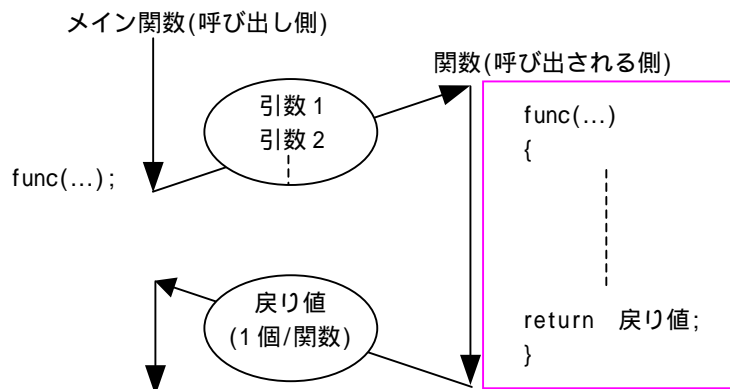 メイン関数(呼び出し側)
関数(呼び出される側)
引数 1
引数 2
func(...);
func(...)
{
戻り値
(1 個/関数)
return 戻り値;
}